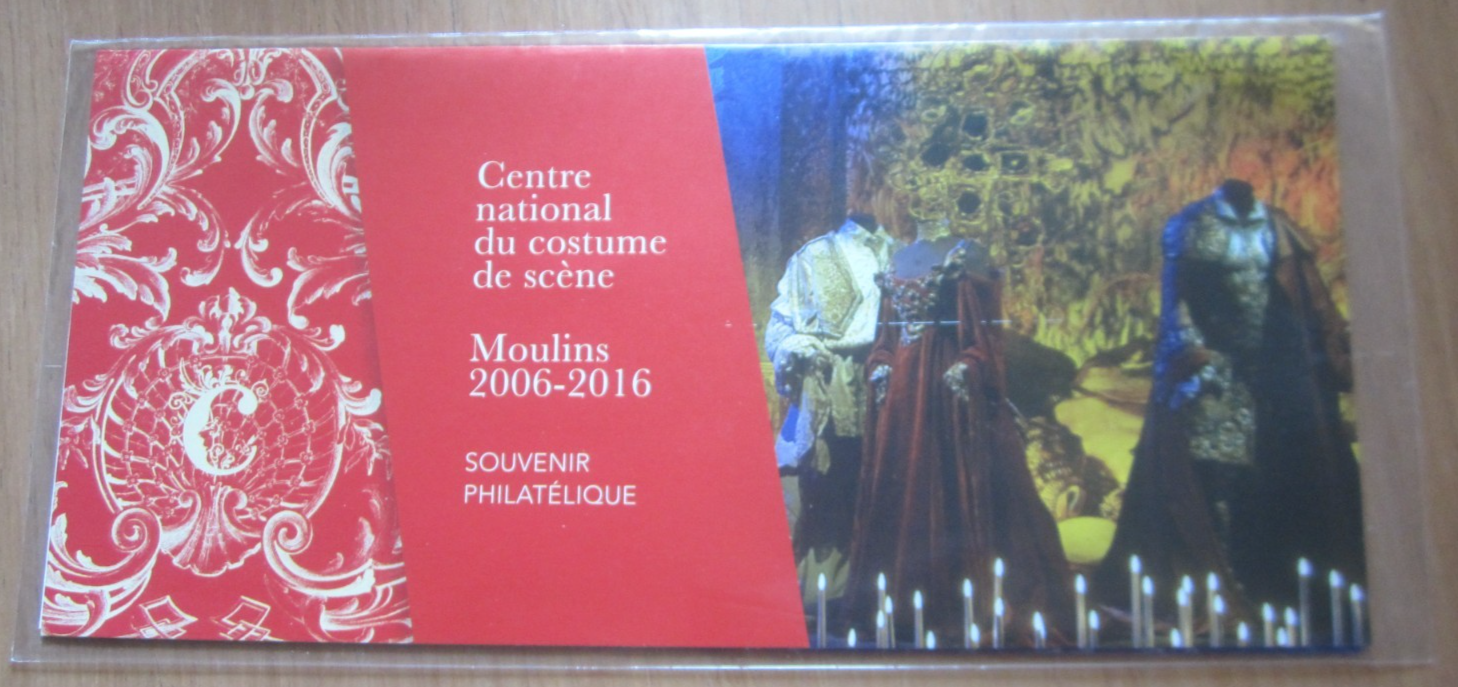 Centre
national
du costume
de scène
Moulins
2006-2016
SOUVENIR
PHILATÉLIQUE
C